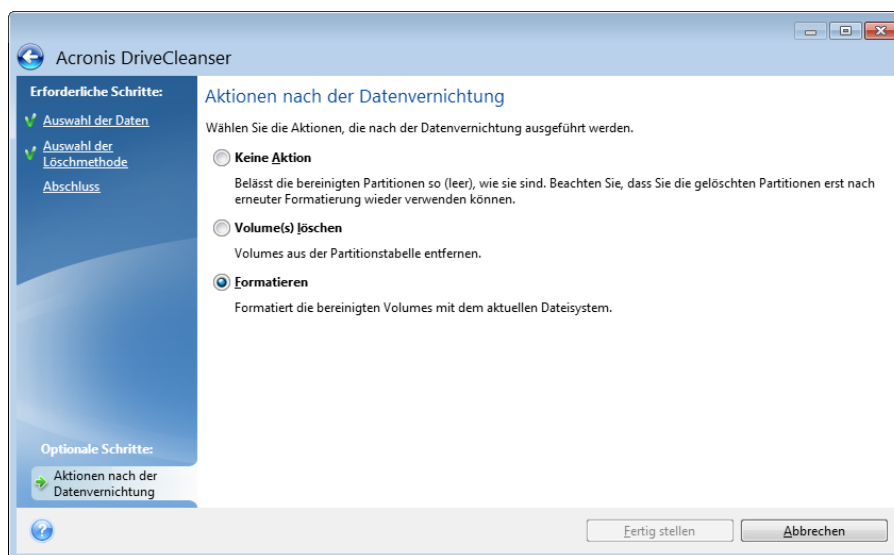 Acronis DriveCleanser
Erforderliche Schritte:
Auswahl der Daten
Auswahl der
Löschmethode
Abschluss
Optionale Schritte:
Aktionen nach der
Datenvernichtung
Aktionen nach der Datenvernichtung
Wählen Sie die Aktionen, die nach der Datenvernichtung ausgeführt werden.
Keine Aktion
Belässt die bereinigten Partitionen so (leer), wie sie sind. Beachten Sie, dass Sie die gelöschten Partitionen erst nach
erneuter Formatierung wieder verwenden können.
Volume(s) löschen
Volumes aus der Partitionstabelle entfernen.
Formatieren
Formatiert die bereinigten Volumes mit dem aktuellen Dateisystem.
Fertig stellen
Abbrechen